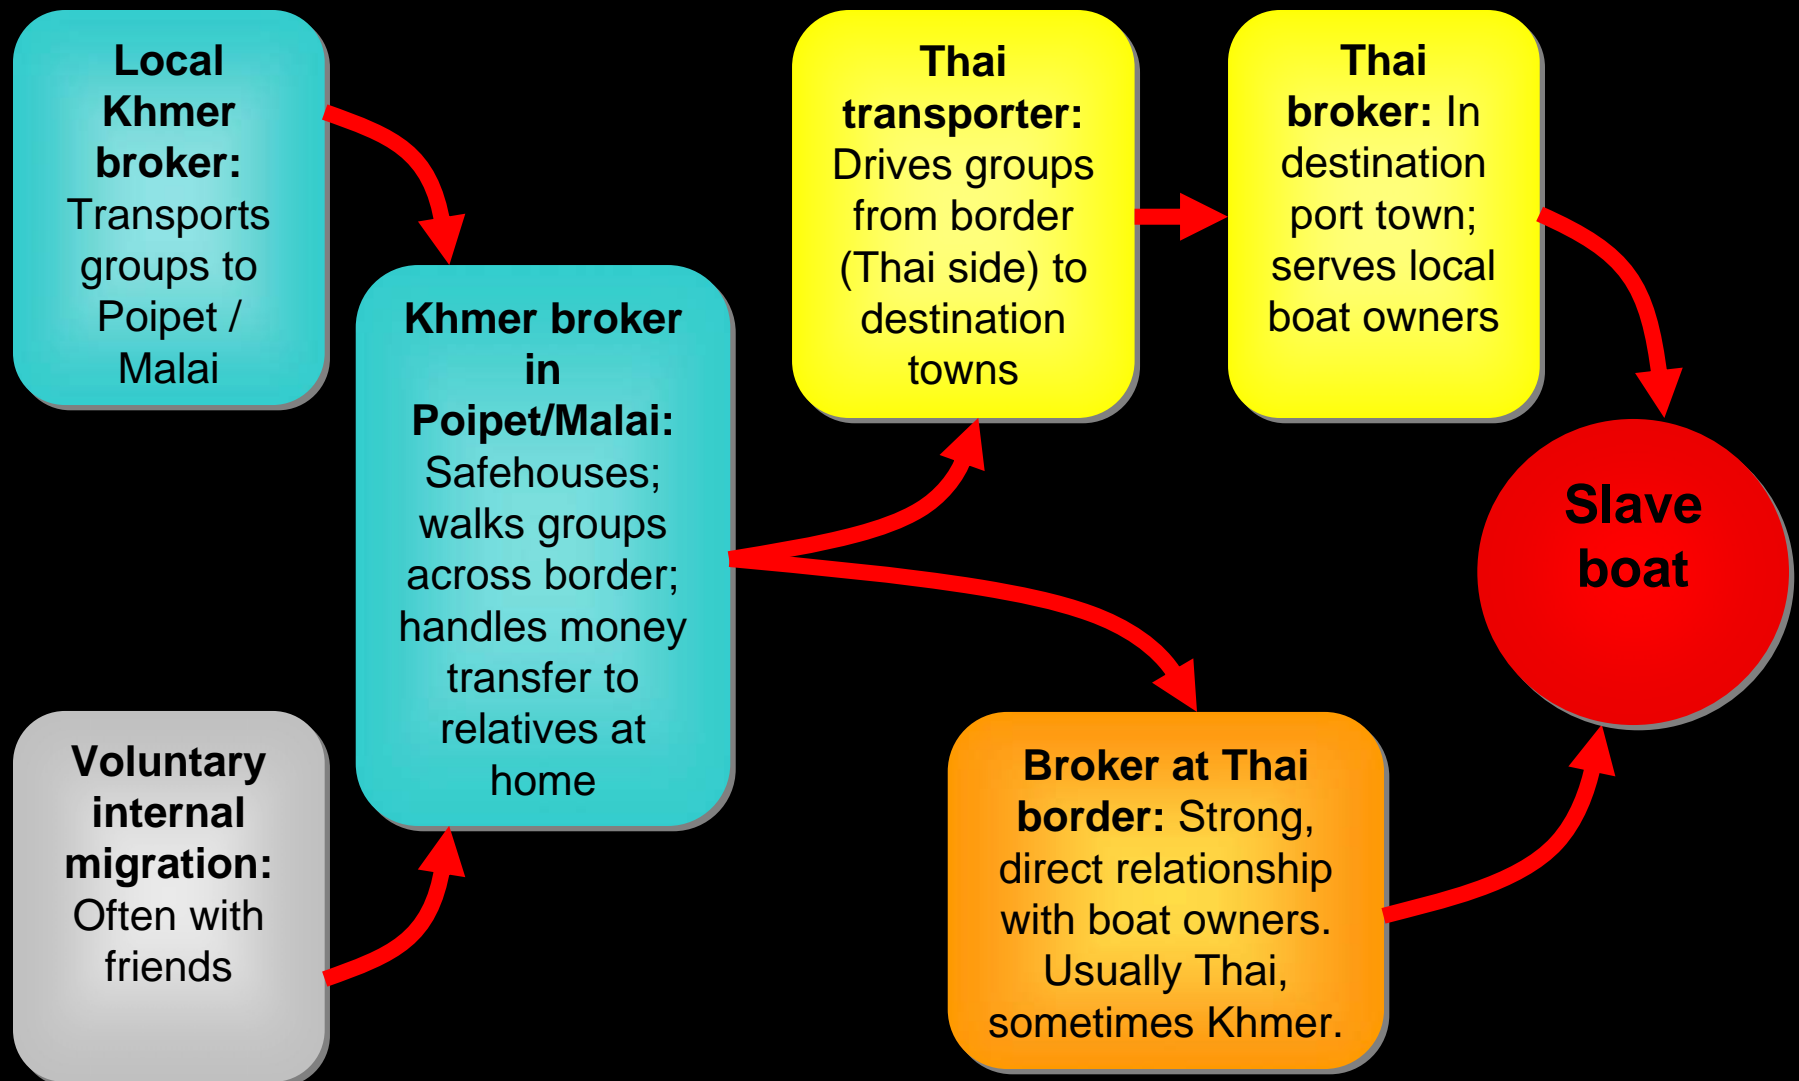 Local
Khmer
broker:
Transports
groups to
Poipet /
Malai
Voluntary
internal
migration:
Often with
friends
Khmer broker
in
Poipet/Malai:
Safehouses;
walks groups
across border;
handles money
transfer to
relatives at
home
Thai
transporter:
Drives groups
from border
(Thai side) to
destination
towns
Thai
broker: In
destination
port town;
serves local
boat owners
Broker at Thai
border: Strong,
direct relationship
with boat owners.
Usually Thai,
sometimes Khmer.
Slave
boat